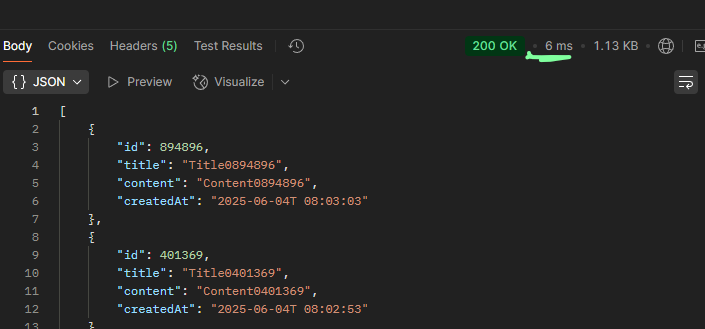 Body Cookies Headers (5) Test Results 200 OK • 6 ms • 1.13 KB •
{} JSON Preview Visualize
1 [
2 {
3 "id": 894896,
4 "title": "Title0894896",
5 "content": "Content0894896",
6 "createdAt": "2025-06-04T 08:03:03"
7 },
8 {
9 "id": 401369,
10 "title": "Title0401369",
11 "content": "Content0401369",
12 "createdAt": "2025-06-04T 08:02:53"
13 }